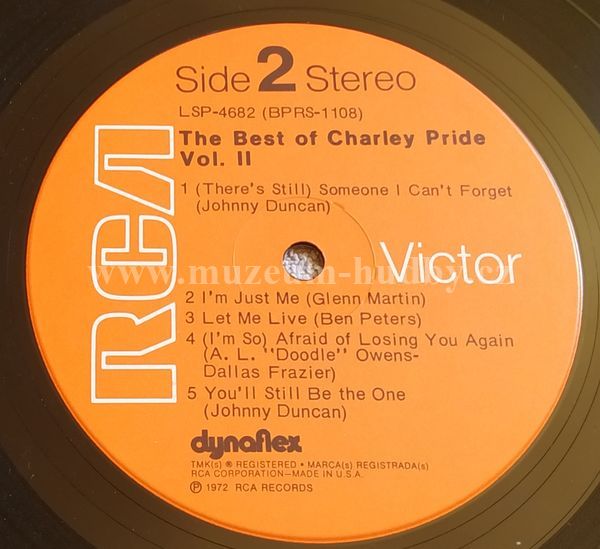 Side 2 Stereo
LSP-4682 (BPRS-1108)
The Best of Charley Pride
Vol. II
1 (There's Still) Someone I Can't Forget
(Johnny Duncan)
RCA
Victor
www.muzeum-hudby.cz
2 I'm Just Me (Glenn Martin)
3 Let Me Live (Ben Peters)
4 (I'm So) Afraid of Losing You Again
(A. L. "Doodle" Owens-
Dallas Frazier)
5 You'll Still Be the One
(Johnny Duncan)
dynaflex
TMK(s) ® REGISTERED • MARCA(s) REGISTRADA(s)
RCA CORPORATION—MADE IN U.S.A.
℗ 1972 RCA RECORDS